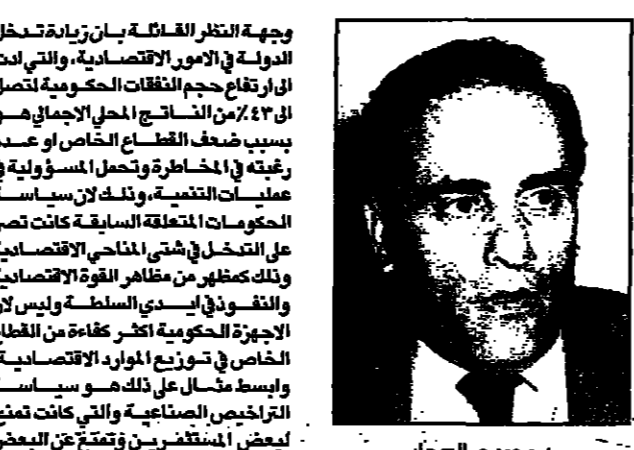 وجهة النظر القائلة بان زيادة تدخل
الدولة في الامور الاقتصادية، والتي ادت
الى ارتفاع حجم النفقات الحكومية لتصل
الى ٤٣٪ من الناتج المحلي الاجمالي هو
بسبب ضعف القطاع الخاص او عدم
رغبته في المخاطرة وتحمل المسؤولية في
عمليات التنمية، وذلك لان سياسة
الحكومات المتعلقة السابقة كانت تصر
على التدخل في شتى المناحي الاقتصادية
وذلك كمظهر من مظاهر القوة الاقتصادية
والنفوذ في ايدي السلطة وليس لان
الاجهزة الحكومية اكثر كفاءة من القطاع
الخاص في توزيع الموارد الاقتصادية
وابسط مثال على ذلك هو سياسة
التراخيص الصناعية والتي كانت تمنع
لبعض المستثمرين وتمنع عن البعض